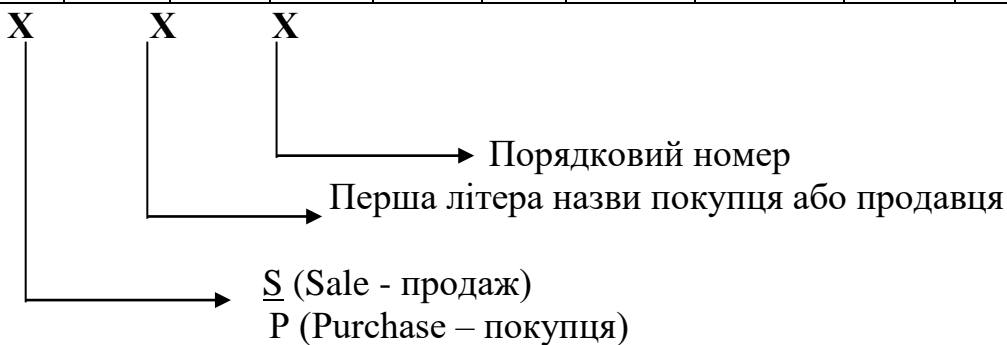 X X X
Порядковий номер
Перша літера назви покупця або продавця
S (Sale - продаж)
P (Purchase – покупця)